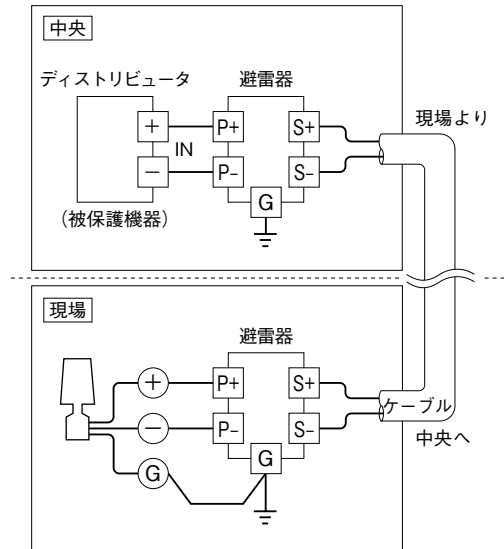 中央
ディストリビュータ
避雷器
+
P+
S+
現場より
IN
−
P−
S−
G
(被保護機器)
現場
避雷器
+
P+
S+
ケーブル
−
P−
S−
中央へ
G
G